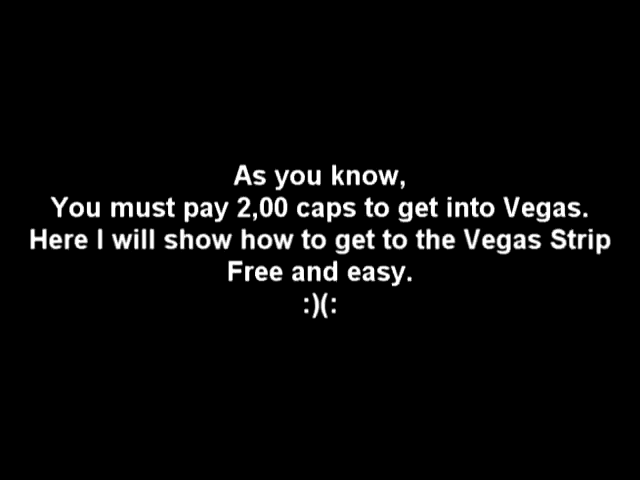 As you know,
You must pay 2,00 caps to get into Vegas.
Here I will show how to get to the Vegas Strip
Free and easy.
:)(: